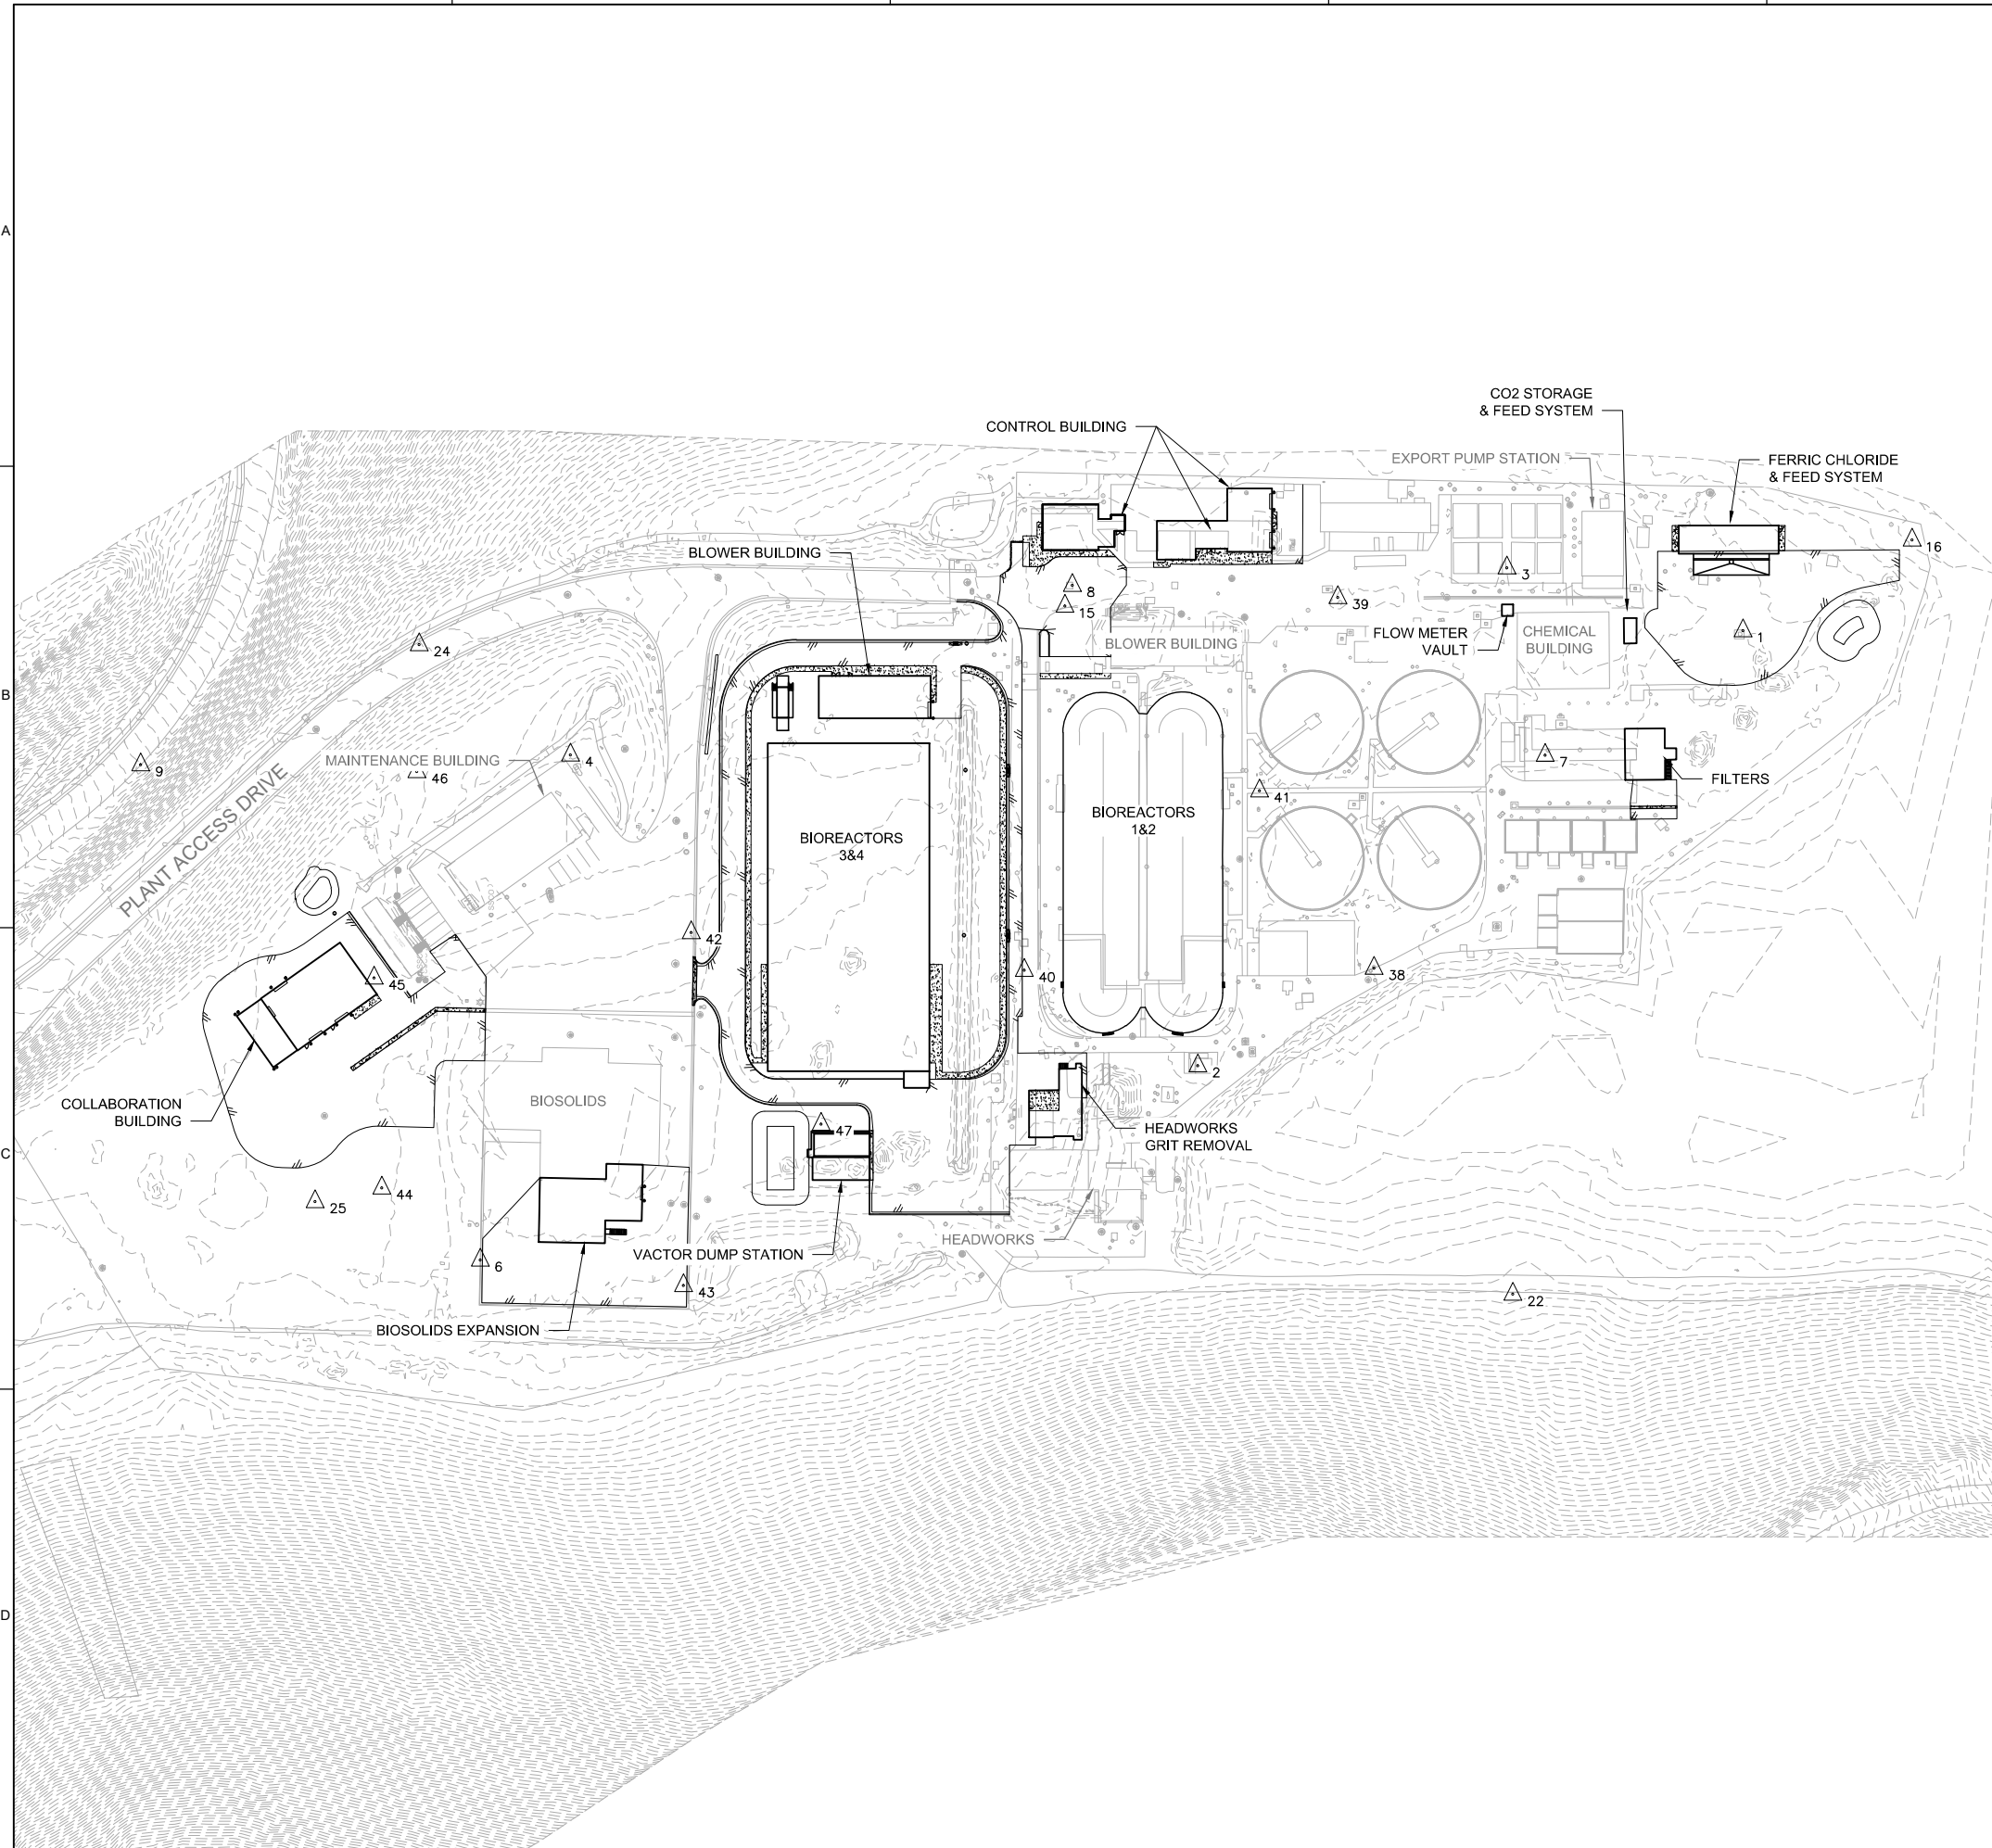 CO2 STORAGE
& FEED SYSTEM
CONTROL BUILDING
EXPORT PUMP STATION
FERRIC CHLORIDE
& FEED SYSTEM
A
16
BLOWER BUILDING
3
8
39
15
FLOW METER
VAULT
CHEMICAL
BUILDING
1
BLOWER BUILDING
24
B
MAINTENANCE BUILDING
4
7
9
46
FILTERS
PLANT ACCESS DRIVE
41
BIOREACTORS
1&2
BIOREACTORS
3&4
42
40
38
45
2
BIOSOLIDS
COLLABORATION
BUILDING
47
HEADWORKS
GRIT REMOVAL
C
44
25
HEADWORKS
VACTOR DUMP STATION
6
43
22
BIOSOLIDS EXPANSION
D